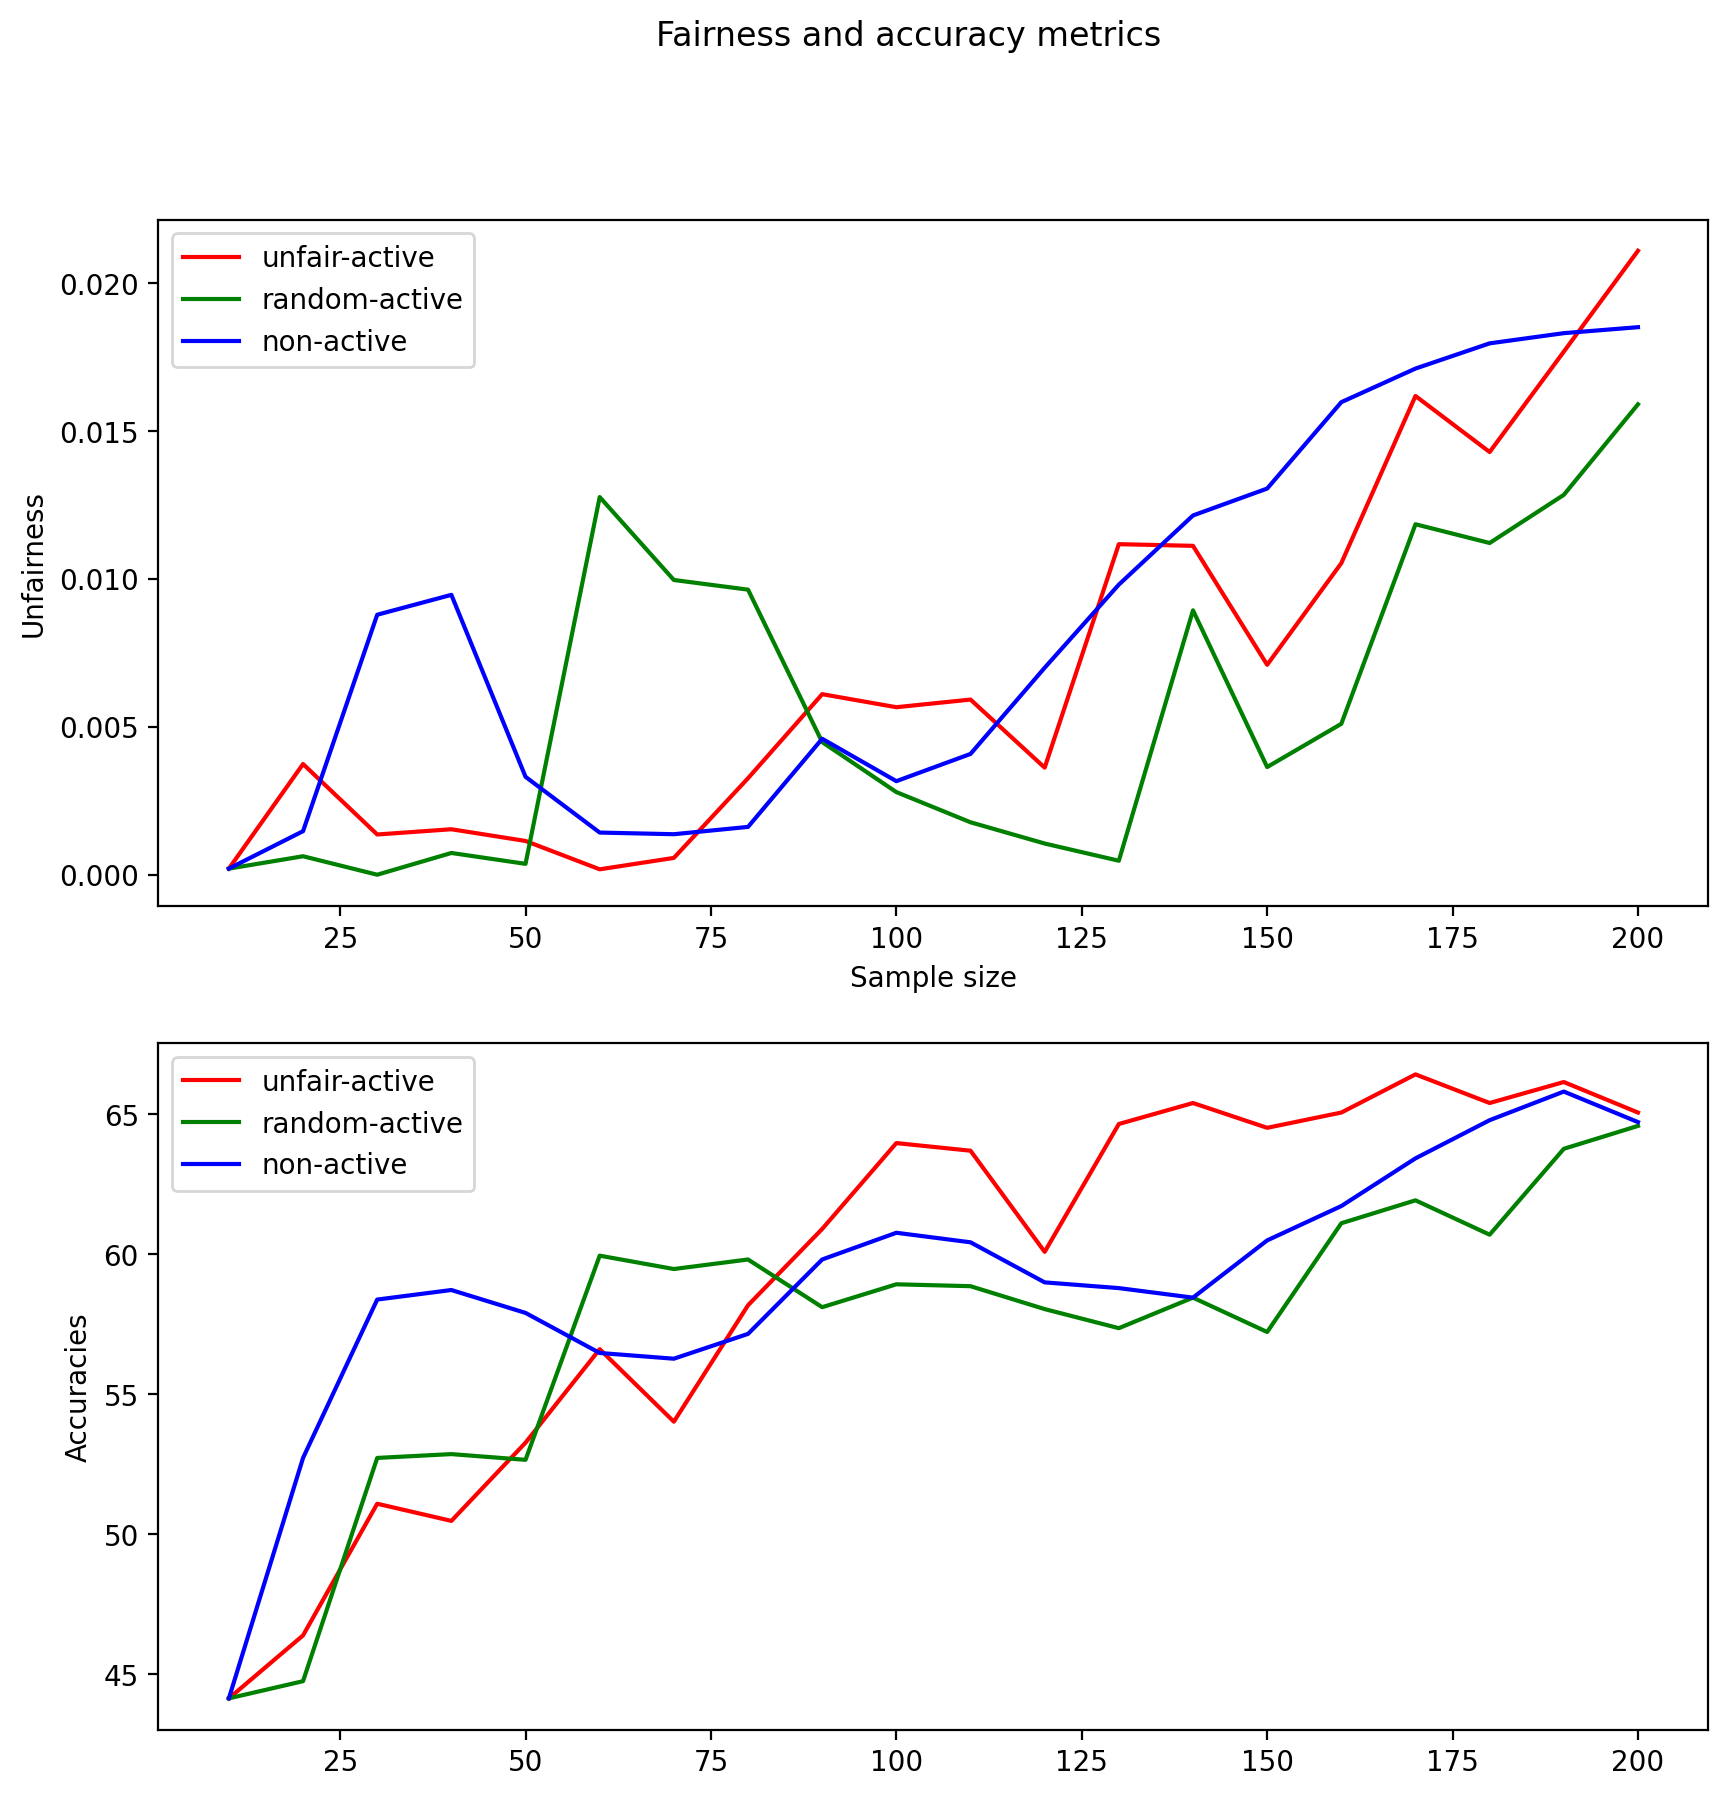 Fairness and accuracy metrics
unfair-active
random-active
non-active
0.020
0.015
0.010
0.005
0.000
Unfairness
25 50 75 100 125 150 175 200
Sample size
unfair-active
random-active
non-active
65
60
55
50
45
Accuracies
25 50 75 100 125 150 175 200